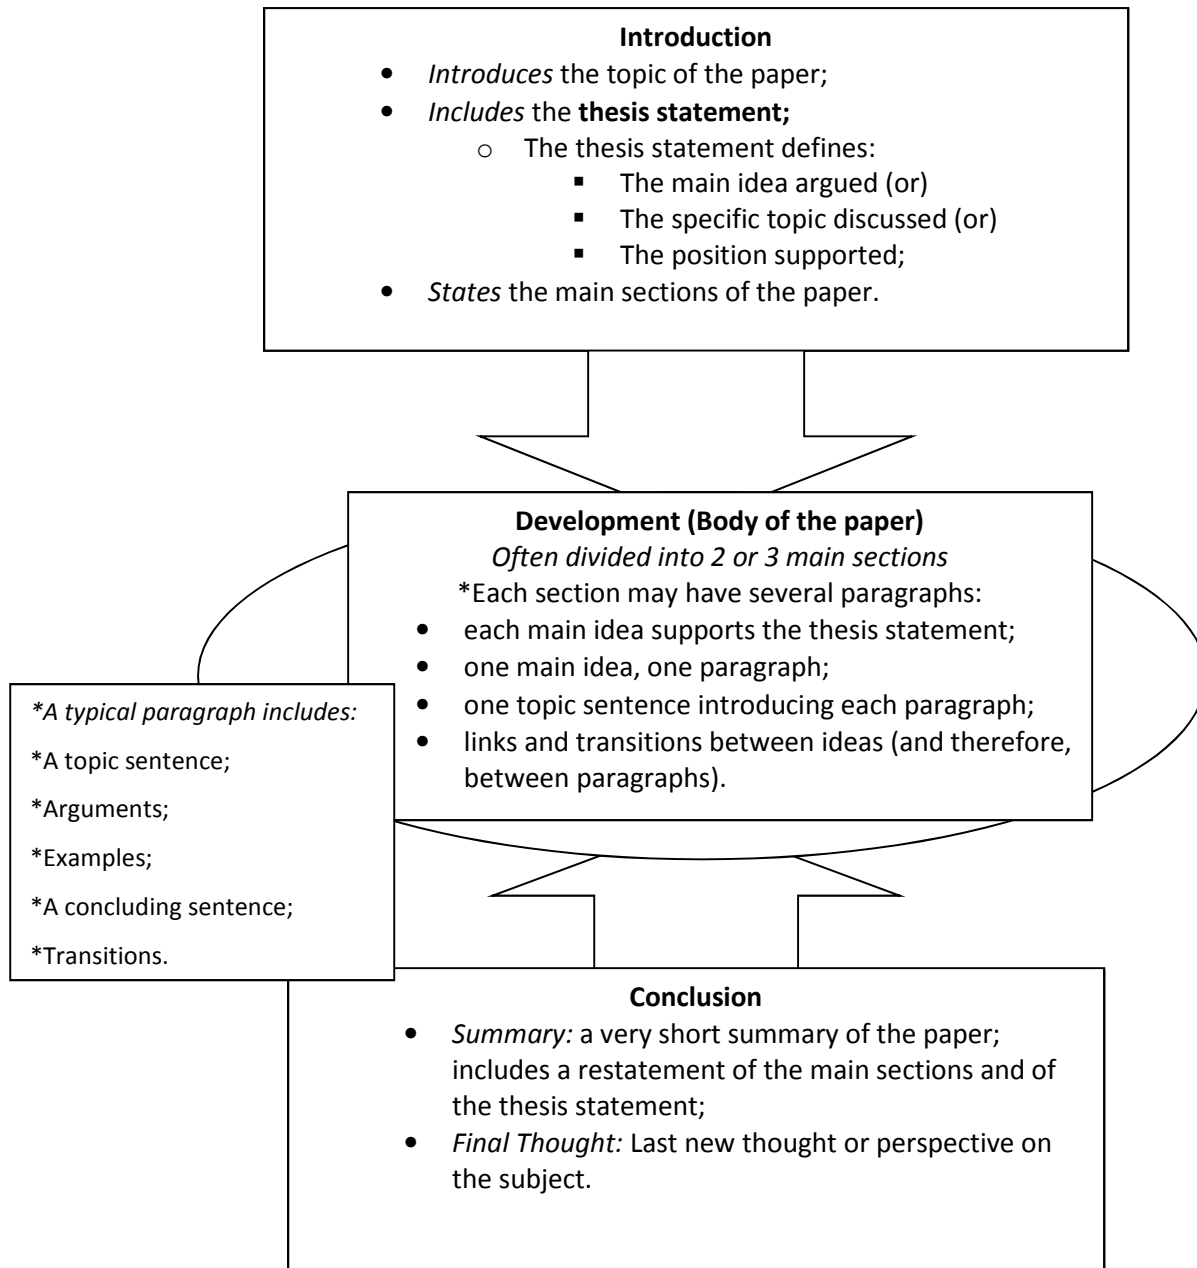 Introduction
• Introduces the topic of the paper;
• Includes the thesis statement;
o The thesis statement defines:
▪ The main idea argued (or)
▪ The specific topic discussed (or)
▪ The position supported;
• States the main sections of the paper.
Development (Body of the paper)
Often divided into 2 or 3 main sections
*Each section may have several paragraphs:
• each main idea supports the thesis statement;
• one main idea, one paragraph;
• one topic sentence introducing each paragraph;
• links and transitions between ideas (and therefore,
between paragraphs).
*A typical paragraph includes:
*A topic sentence;
*Arguments;
*Examples;
*A concluding sentence;
*Transitions.
Conclusion
• Summary: a very short summary of the paper;
includes a restatement of the main sections and of
the thesis statement;
• Final Thought: Last new thought or perspective on
the subject.